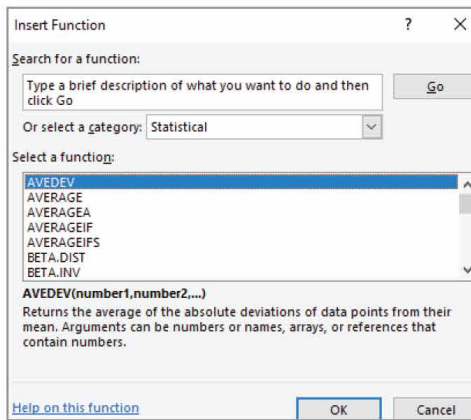 Insert Function ? ×
Search for a function:
Type a brief description of what you want to do and then
click Go
Go
Or select a category: Statistical
Select a function:
AVEDEV
AVERAGE
AVERAGEA
AVERAGEIF
AVERAGEIFS
BETA.DIST
BETA.INV
AVEDEV(number1,number2,...)
Returns the average of the absolute deviations of data points from their
mean. Arguments can be numbers or names, arrays, or references that
contain numbers.
Help on this function
OK
Cancel